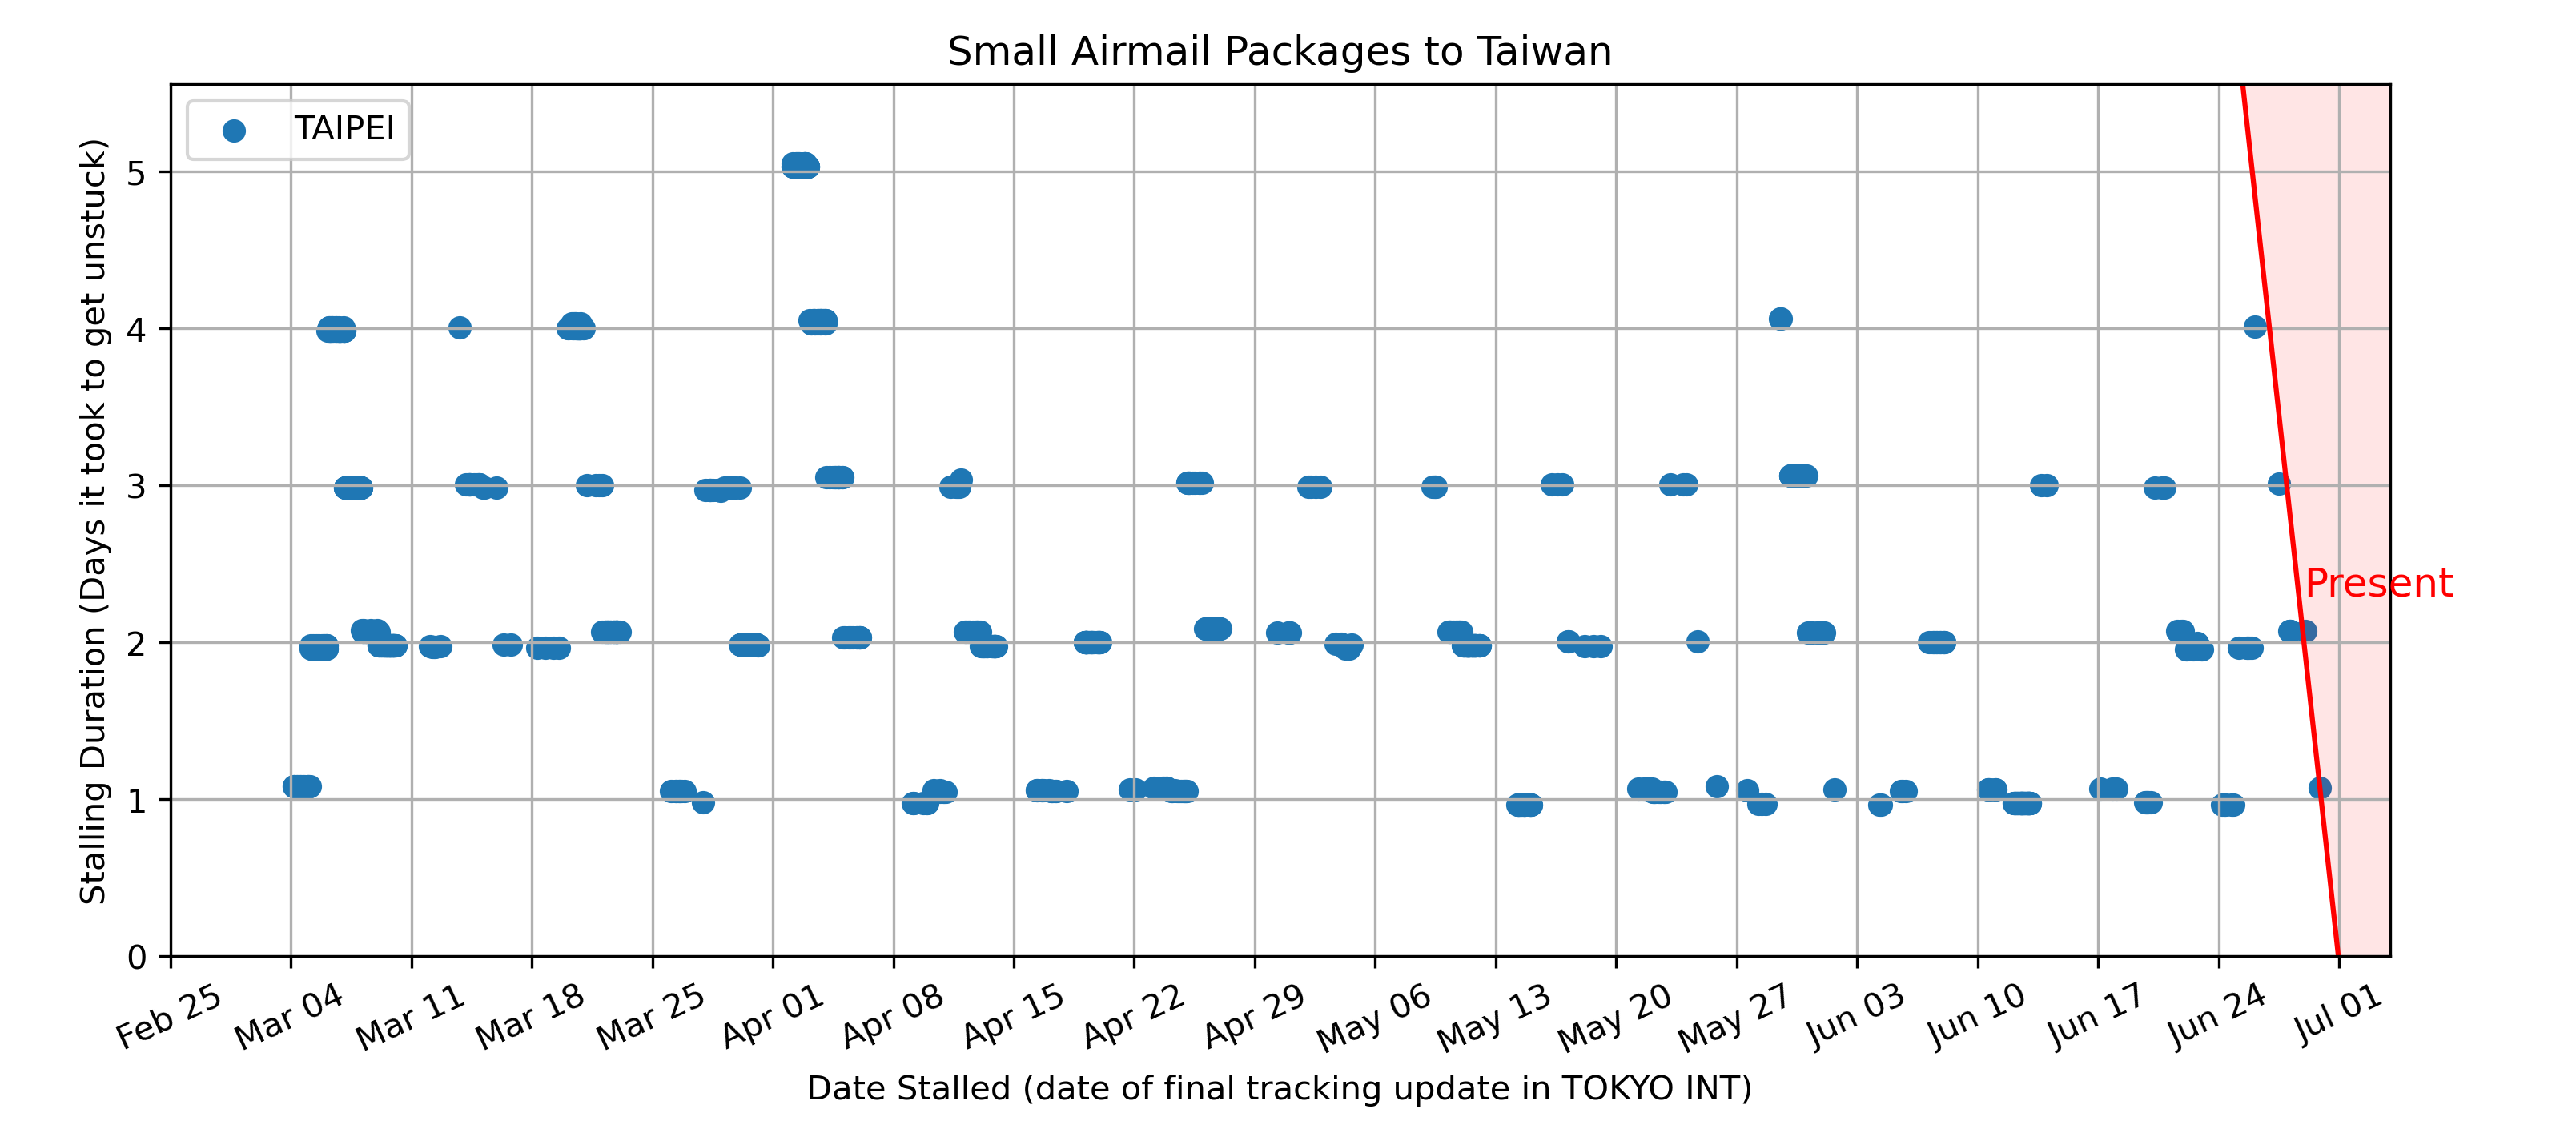 Small Airmail Packages to Taiwan
TAIPEI
Stalling Duration (Days it took to get unstuck)
5
4
3
2
1
0
Present
Feb 25
Mar 04
Mar 11
Mar 18
Mar 25
Apr 01
Apr 08
Apr 15
Apr 22
Apr 29
May 06
May 13
May 20
May 27
Jun 03
Jun 10
Jun 17
Jun 24
Jul 01
Date Stalled (date of final tracking update in TOKYO INT)